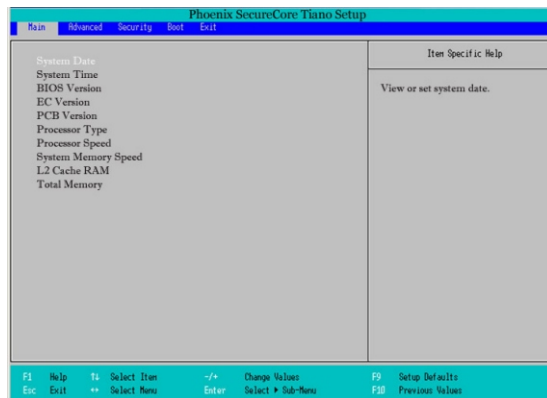 Phoenix SecureCore Tiano Setup
Main Advanced Security Boot Exit
System Date
System Time
BIOS Version
EC Version
PCB Version
Processor Type
Processor Speed
System Memory Speed
L2 Cache RAM
Total Memory
Item Specific Help
View or set system date.
F1 Help ↑↓ Select Item -/+ Change Values F9 Setup Defaults
Esc Exit ↔ Select Menu Enter Select ▶ Sub-Menu F10 Previous Values